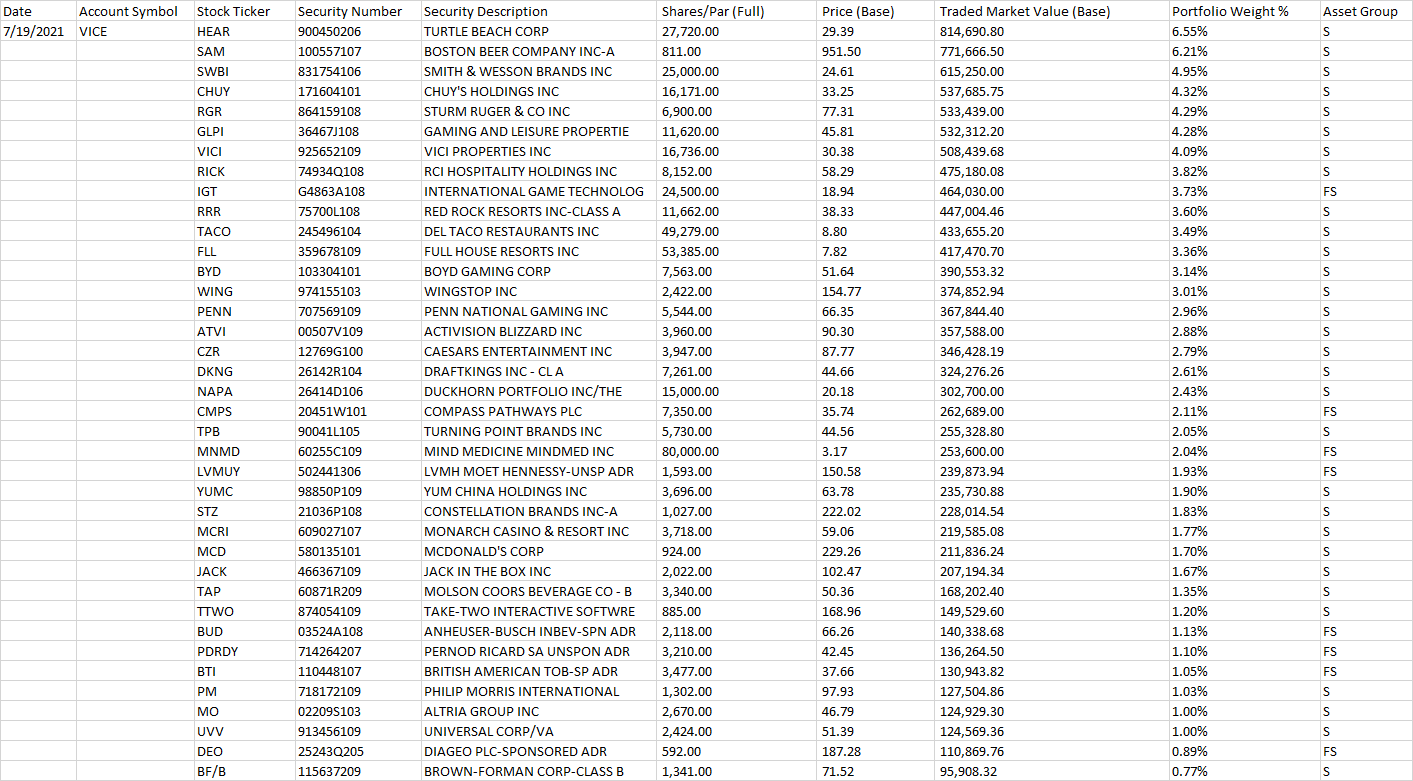 Date Account Symbol Stock Ticker Security Number Security Description Shares/Par (Full) Price (Base) Traded Market Value (Base) Portfolio Weight % Asset Group
7/19/2021 VICE HEAR 900450206 TURTLE BEACH CORP 27,720.00 29.39 814,690.80 6.55% S
SAM 100557107 BOSTON BEER COMPANY INC-A 811.00 951.50 771,666.50 6.21% S
SWBI 831754106 SMITH & WESSON BRANDS INC 25,000.00 24.61 615,250.00 4.95% S
CHUY 171604101 CHUY'S HOLDINGS INC 16,171.00 33.25 537,685.75 4.32% S
RGR 864159108 STURM RUGER & CO INC 6,900.00 77.31 533,439.00 4.29% S
GLPI 36467J108 GAMING AND LEISURE PROPERTIE 11,620.00 45.81 532,312.20 4.28% S
VICI 925652109 VICI PROPERTIES INC 16,736.00 30.38 508,439.68 4.09% S
RICK 74934Q108 RCI HOSPITALITY HOLDINGS INC 8,152.00 58.29 475,180.08 3.82% S
IGT G4863A108 INTERNATIONAL GAME TECHNOLOG 24,500.00 18.94 464,030.00 3.73% FS
RRR 75700L108 RED ROCK RESORTS INC-CLASS A 11,662.00 38.33 447,004.46 3.60% S
TACO 245496104 DEL TACO RESTAURANTS INC 49,279.00 8.80 433,655.20 3.49% S
FLL 359678109 FULL HOUSE RESORTS INC 53,385.00 7.82 417,470.70 3.36% S
BYD 103304101 BOYD GAMING CORP 7,563.00 51.64 390,553.32 3.14% S
WING 974155103 WINGSTOP INC 2,422.00 154.77 374,852.94 3.01% S
PENN 707569109 PENN NATIONAL GAMING INC 5,544.00 66.35 367,844.40 2.96% S
ATVI 00507V109 ACTIVISION BLIZZARD INC 3,960.00 90.30 357,588.00 2.88% S
CZR 12769G100 CAESARS ENTERTAINMENT INC 3,947.00 87.77 346,428.19 2.79% S
DKNG 26142R104 DRAFTKINGS INC - CL A 7,261.00 44.66 324,276.26 2.61% S
NAPA 26414D106 DUCKHORN PORTFOLIO INC/THE 15,000.00 20.18 302,700.00 2.43% S
CMPS 20451W101 COMPASS PATHWAYS PLC 7,350.00 35.74 262,689.00 2.11% FS
TPB 90041L105 TURNING POINT BRANDS INC 5,730.00 44.56 255,328.80 2.05% S
MNMD 60255C109 MIND MEDICINE MINDMED INC 80,000.00 3.17 253,600.00 2.04% FS
LVMUY 502441306 LVMH MOET HENNESSY-UNSP ADR 1,593.00 150.58 239,873.94 1.93% FS
YUMC 98850P109 YUM CHINA HOLDINGS INC 3,696.00 63.78 235,730.88 1.90% S
STZ 21036P108 CONSTELLATION BRANDS INC-A 1,027.00 222.02 228,014.54 1.83% S
MCRI 609027107 MONARCH CASINO & RESORT INC 3,718.00 59.06 219,585.08 1.77% S
MCD 580135101 MCDONALD'S CORP 924.00 229.26 211,836.24 1.70% S
JACK 466367109 JACK IN THE BOX INC 2,022.00 102.47 207,194.34 1.67% S
TAP 60871R209 MOLSON COORS BEVERAGE CO - B 3,340.00 50.36 168,202.40 1.35% S
TTWO 874054109 TAKE-TWO INTERACTIVE SOFTWRE 885.00 168.96 149,529.60 1.20% S
BUD 03524A108 ANHEUSER-BUSCH INBEV-SPN ADR 2,118.00 66.26 140,338.68 1.13% FS
PDRDY 714264207 PERNOD RICARD SA UNSPON ADR 3,210.00 42.45 136,264.50 1.10% FS
BTI 110448107 BRITISH AMERICAN TOB-SP ADR 3,477.00 37.66 130,943.82 1.05% FS
PM 718172109 PHILIP MORRIS INTERNATIONAL 1,302.00 97.93 127,504.86 1.03% S
MO 02209S103 ALTRIA GROUP INC 2,670.00 46.79 124,929.30 1.00% S
UVV 913456109 UNIVERSAL CORP/VA 2,424.00 51.39 124,569.36 1.00% S
DEO 25243Q205 DIAGEO PLC-SPONSORED ADR 592.00 187.28 110,869.76 0.89% FS
BF/B 115637209 BROWN-FORMAN CORP-CLASS B 1,341.00 71.52 95,908.32 0.77% S